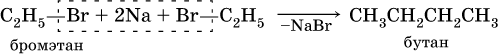 C₂H₅—Br + 2Na + Br—C₂H₅ ⟶ CH₃CH₂CH₂CH₃
−NaBr
бромэтан бутан